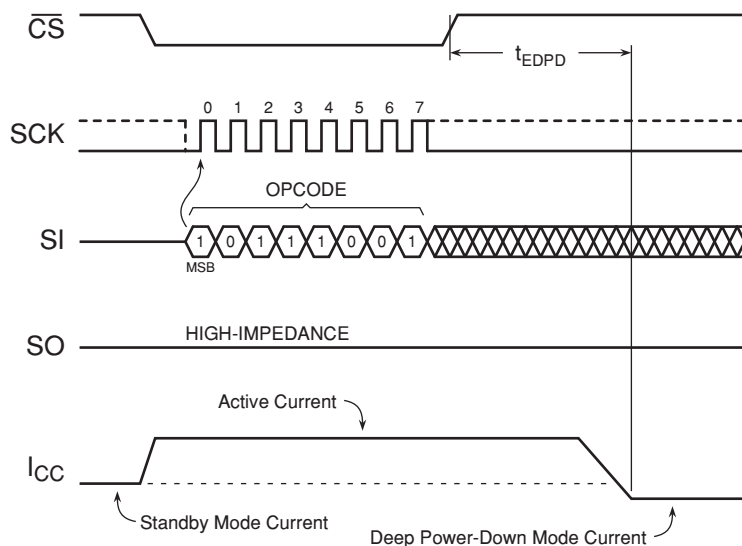 CS
tEDPD
0 1 2 3 4 5 6 7
SCK
OPCODE
SI
1 0 1 1 1 0 0 1
MSB
HIGH-IMPEDANCE
SO
Active Current
ICC
Standby Mode Current
Deep Power-Down Mode Current